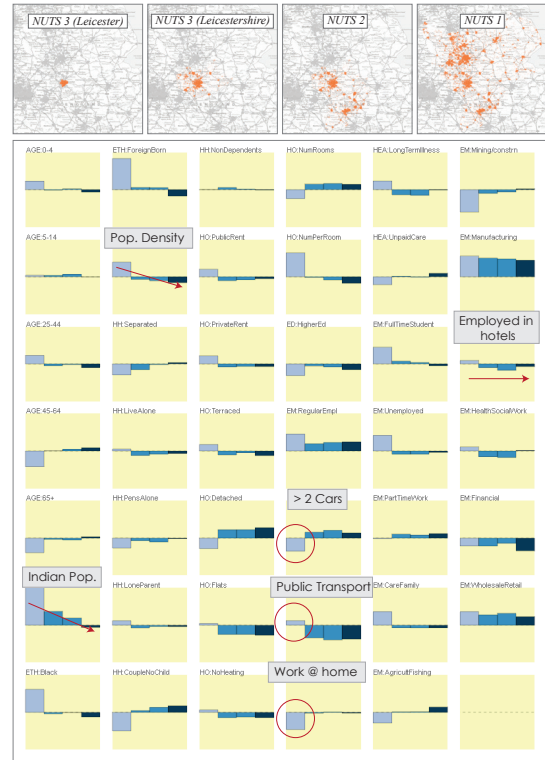 NUTS 3 (Leicester)
NUTS 3 (Leicestershire)
NUTS 2
NUTS 1
AGE:0-4
ETH:ForeignBorn
HH:NonDependents
HO:NumRooms
HEA:LongTermIllness
EM:Mining/constrn
AGE:5-14
Pop. Density
HO:PublicRent
HO:NumPerRoom
HEA:UnpaidCare
EM:Manufacturing
AGE:25-44
HH:Separated
HO:PrivateRent
ED:HigherEd
EM:FullTimeStudent
Employed in
hotels
AGE:45-64
HH:LiveAlone
HO:Terraced
EM:RegularEmpl
EM:Unemployed
EM:HealthSocialWork
AGE:65+
HH:PensAlone
HO:Detached
> 2 Cars
EM:PartTimeWork
EM:Financial
Indian Pop.
HH:LoneParent
HO:Flats
Public Transport
EM:CareFamily
EM:WholesaleRetail
ETH:Black
HH:CoupleNoChild
HO:NoHeating
Work @ home
EM:AgricultFishing